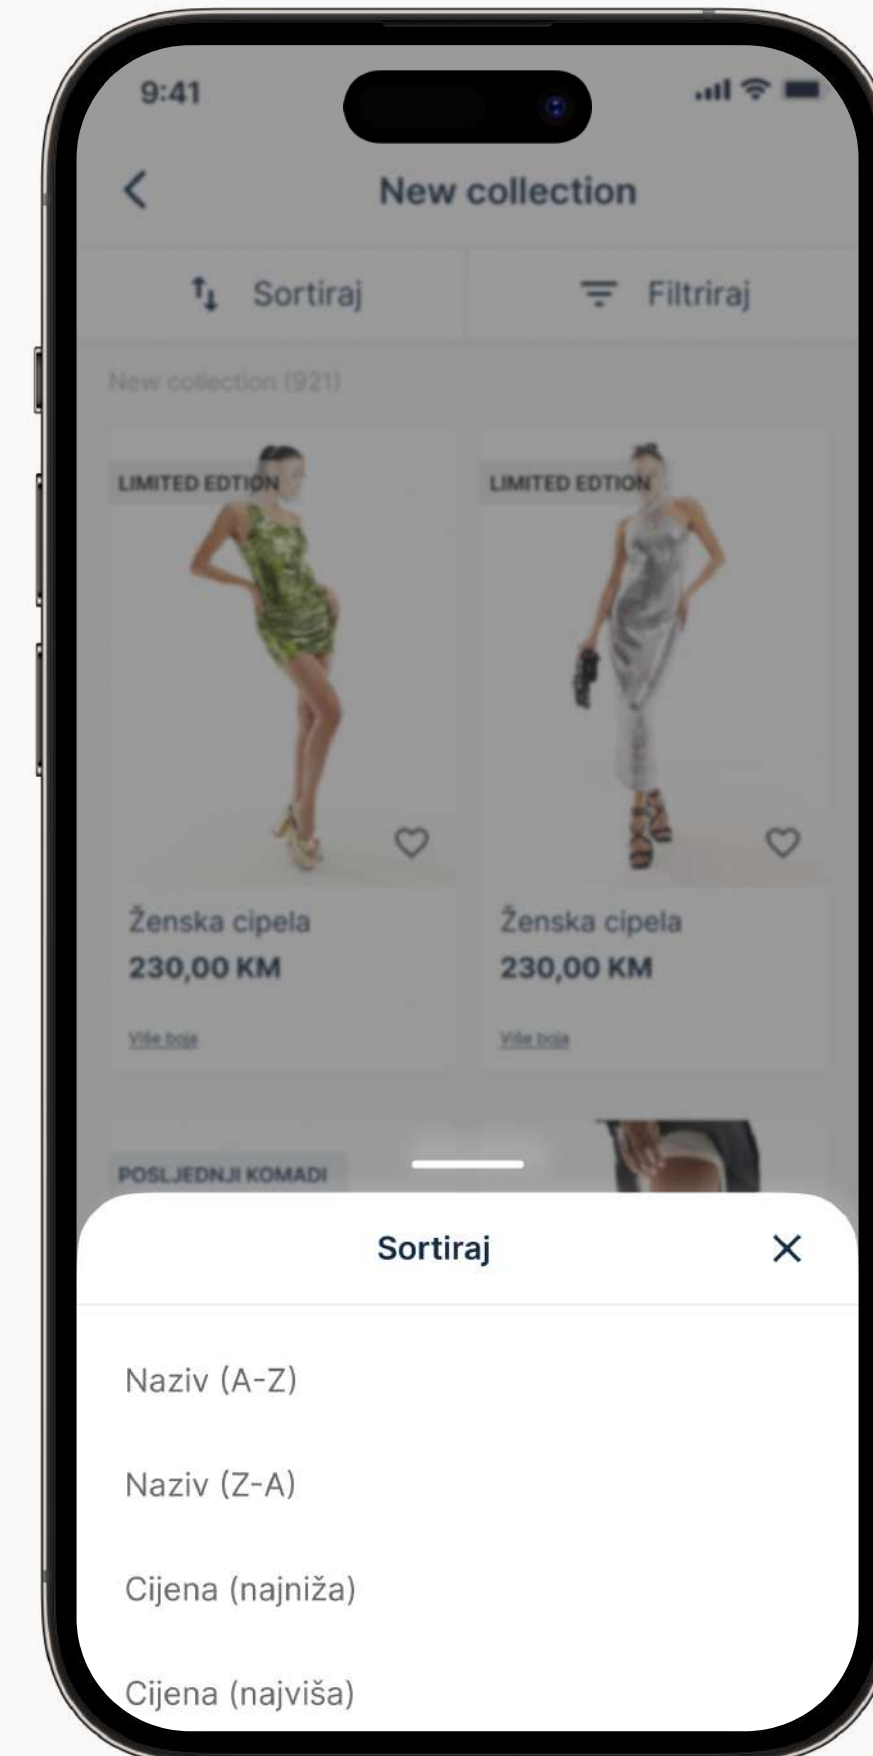 9:41
New collection
Sortiraj
Filtriraj
New collection (921)
LIMITED EDTION
LIMITED EDTION
Ženska cipela
230,00 KM
Više boja
Ženska cipela
230,00 KM
Više boja
POSLJEDNJI KOMADI
Sortiraj
Naziv (A-Z)
Naziv (Z-A)
Cijena (najniža)
Cijena (najviša)